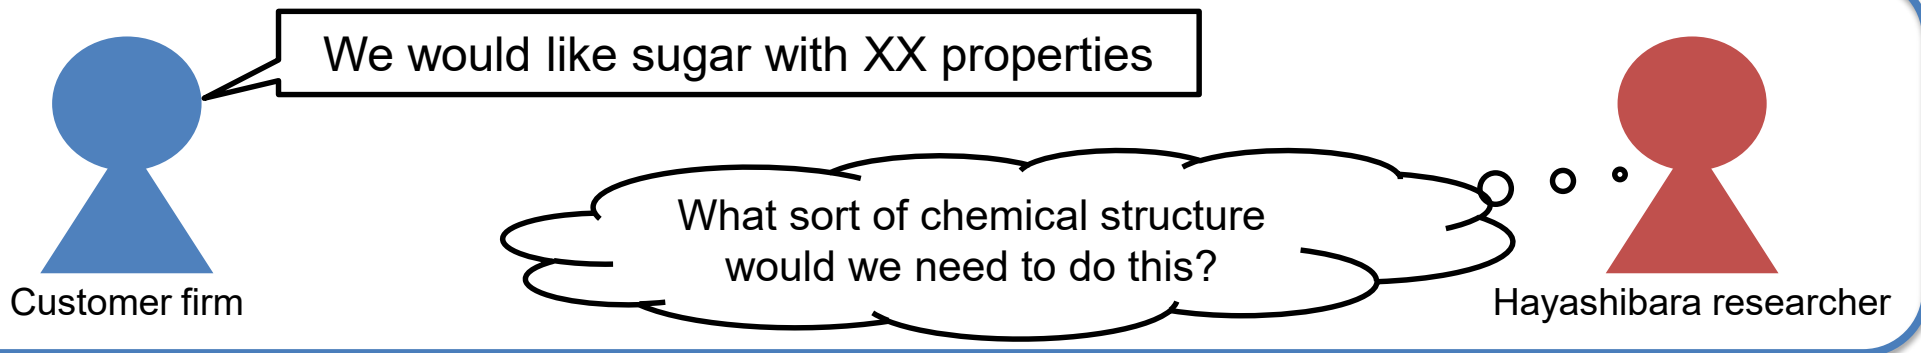 We would like sugar with XX properties
What sort of chemical structure
would we need to do this?
Customer firm
Hayashibara researcher